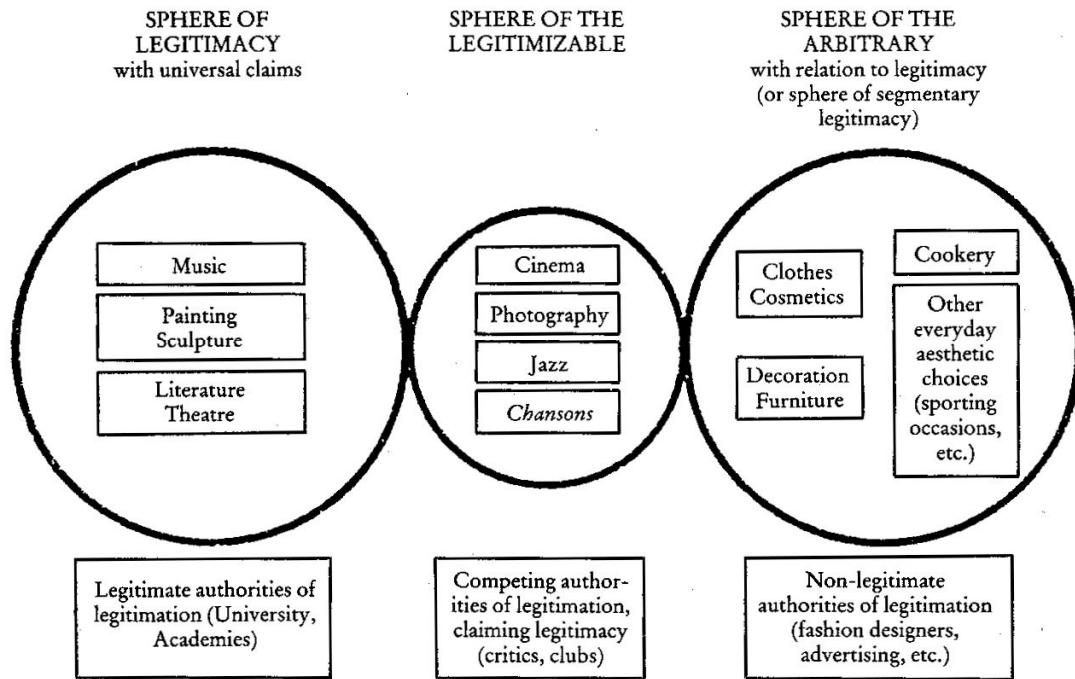 SPHERE OF
LEGITIMACY
with universal claims
SPHERE OF THE
LEGITIMIZABLE
SPHERE OF THE
ARBITRARY
with relation to legitimacy
(or sphere of segmentary
legitimacy)
Music
Painting
Sculpture
Literature
Theatre
Cinema
Photography
Jazz
Chansons
Clothes
Cosmetics
Decoration
Furniture
Cookery
Other
everyday
aesthetic
choices
(sporting
occasions,
etc.)
Legitimate authorities of
legitimation (University,
Academies)
Competing author-
ities of legitimation,
claiming legitimacy
(critics, clubs)
Non-legitimate
authorities of legitimation
(fashion designers,
advertising, etc.)